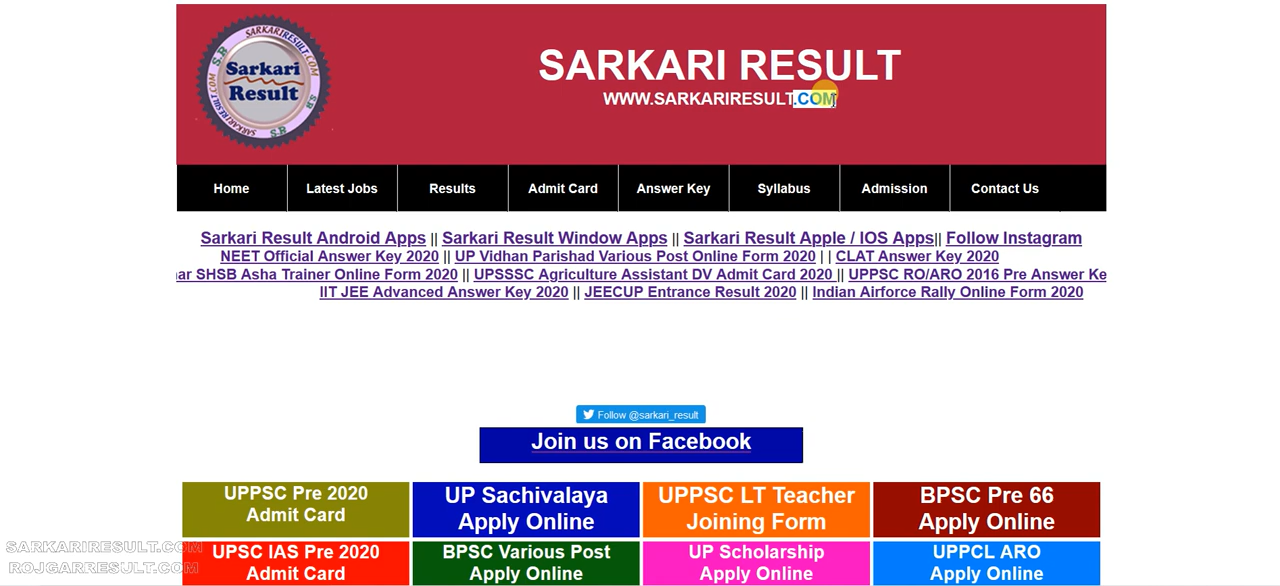 SARKARIRESULT.COM
S.R
SARKARIRESULT.COM
Sarkari
Result
S.B
SARKARIRESULT.COM
S.B
SARKARI RESULT
WWW.SARKARIRESULT.COM
Home Latest Jobs Results Admit Card Answer Key Syllabus Admission Contact Us
Sarkari Result Android Apps || Sarkari Result Window Apps || Sarkari Result Apple / IOS Apps|| Follow Instagram
NEET Official Answer Key 2020 || UP Vidhan Parishad Various Post Online Form 2020 | | CLAT Answer Key 2020
ar SHSB Asha Trainer Online Form 2020 || UPSSSC Agriculture Assistant DV Admit Card 2020 || UPPSC RO/ARO 2016 Pre Answer Ke
IIT JEE Advanced Answer Key 2020 || JEECUP Entrance Result 2020 || Indian Airforce Rally Online Form 2020
Follow @sarkari_result
Join us on Facebook
UPPSC Pre 2020
Admit Card
UP Sachivalaya
Apply Online
UPPSC LT Teacher
Joining Form
BPSC Pre 66
Apply Online
UPSC IAS Pre 2020
Admit Card
BPSC Various Post
Apply Online
UP Scholarship
Apply Online
UPPCL ARO
Apply Online
SARKARIRESULT.COM
ROJGARRESULT.COM